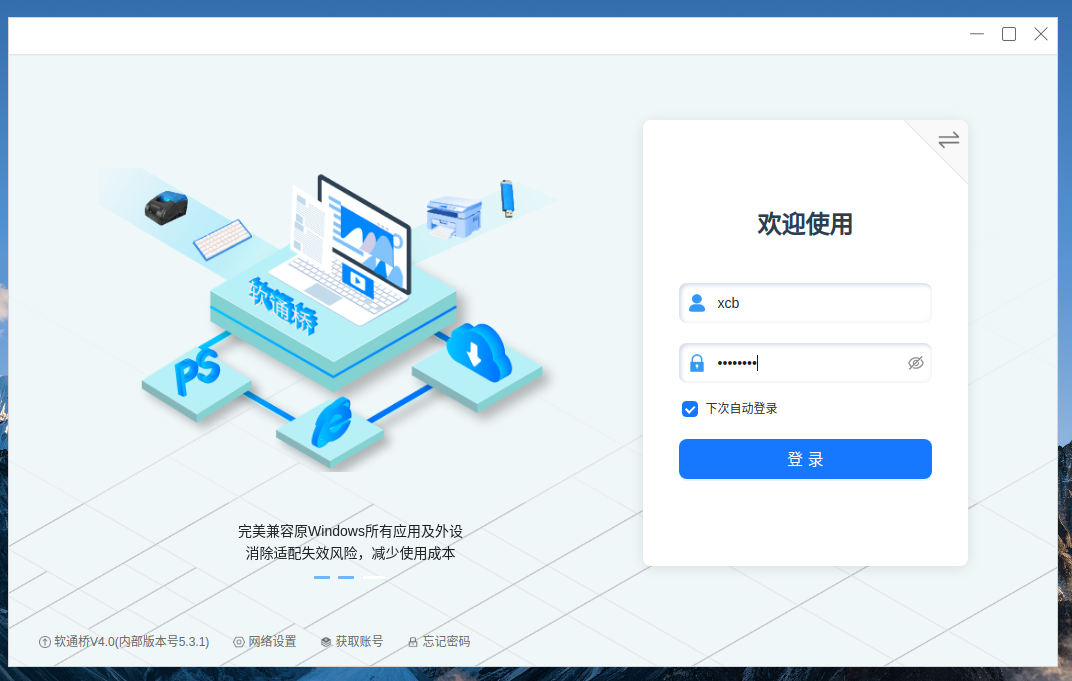 欢迎使用
xcb
••••••••
下次自动登录
登 录
软通桥
PS
完美兼容原Windows所有应用及外设
消除适配失效风险，减少使用成本
软通桥V4.0(内部版本号5.3.1)
网络设置
获取账号
忘记密码